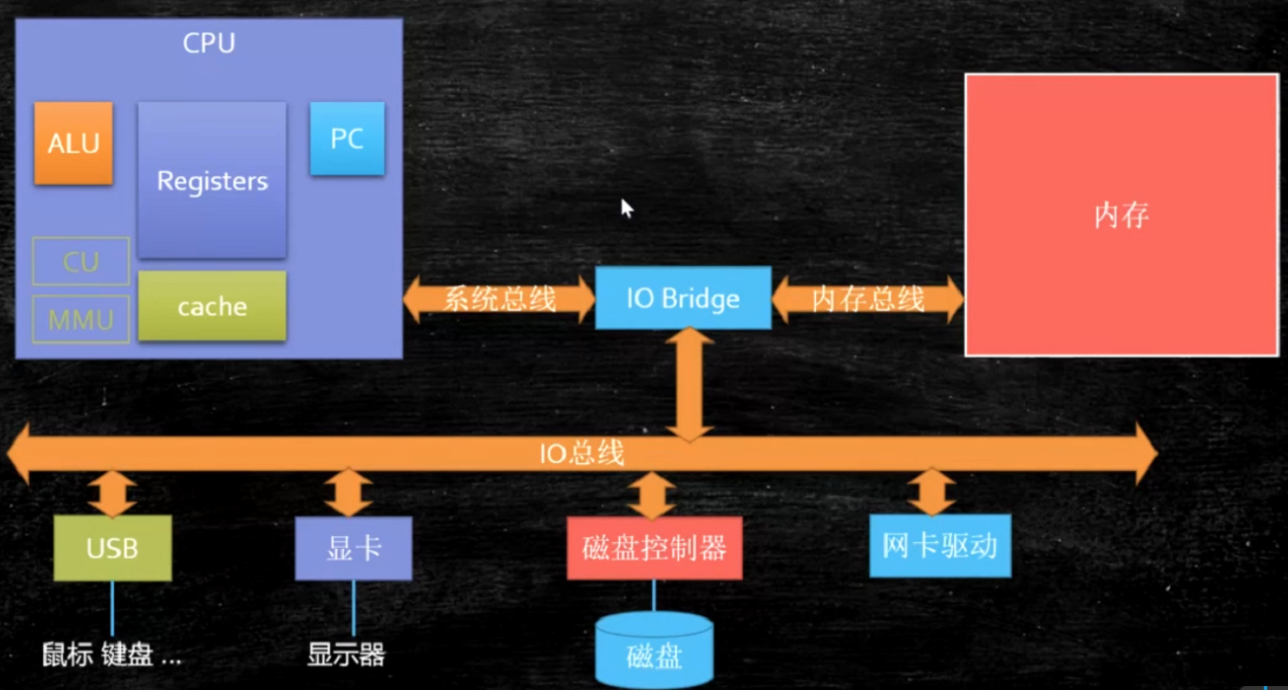 CPU
ALU
Registers
PC
CU
MMU
cache
系统总线
IO Bridge
内存总线
内存
IO总线
USB
显卡
磁盘控制器
网卡驱动
鼠标 键盘 ...
显示器
磁盘